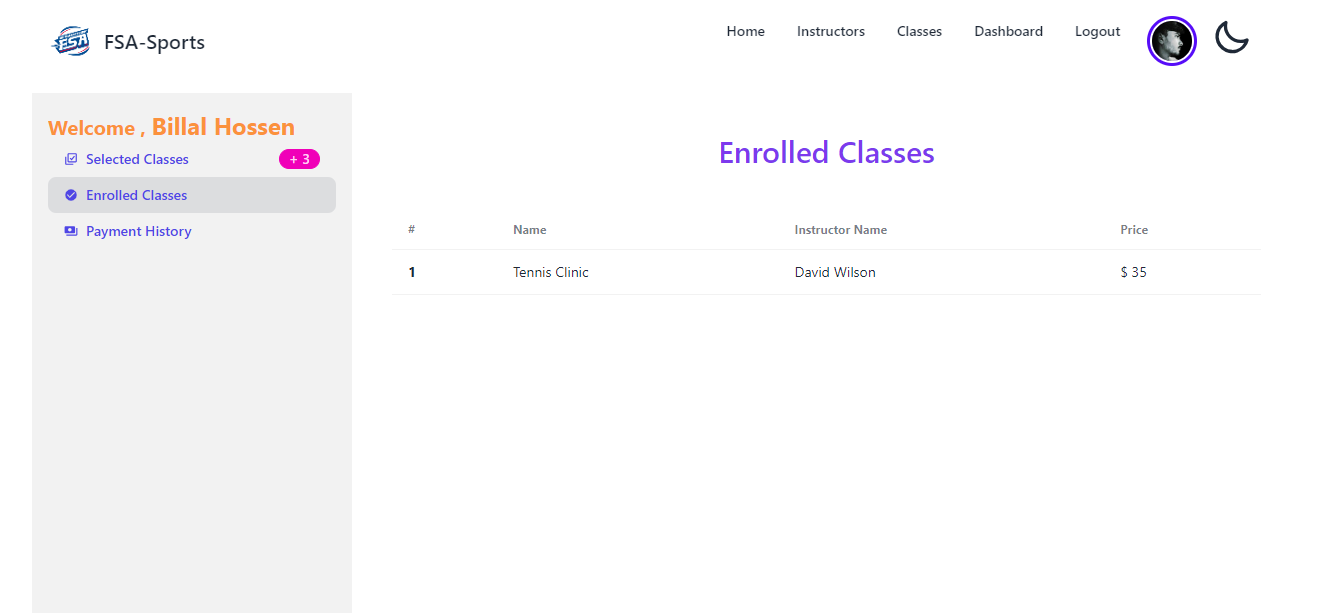 FSA-Sports
Home Instructors Classes Dashboard Logout
Welcome , Billal Hossen
Selected Classes + 3
Enrolled Classes
Payment History
Enrolled Classes
# Name Instructor Name Price
1 Tennis Clinic David Wilson $ 35